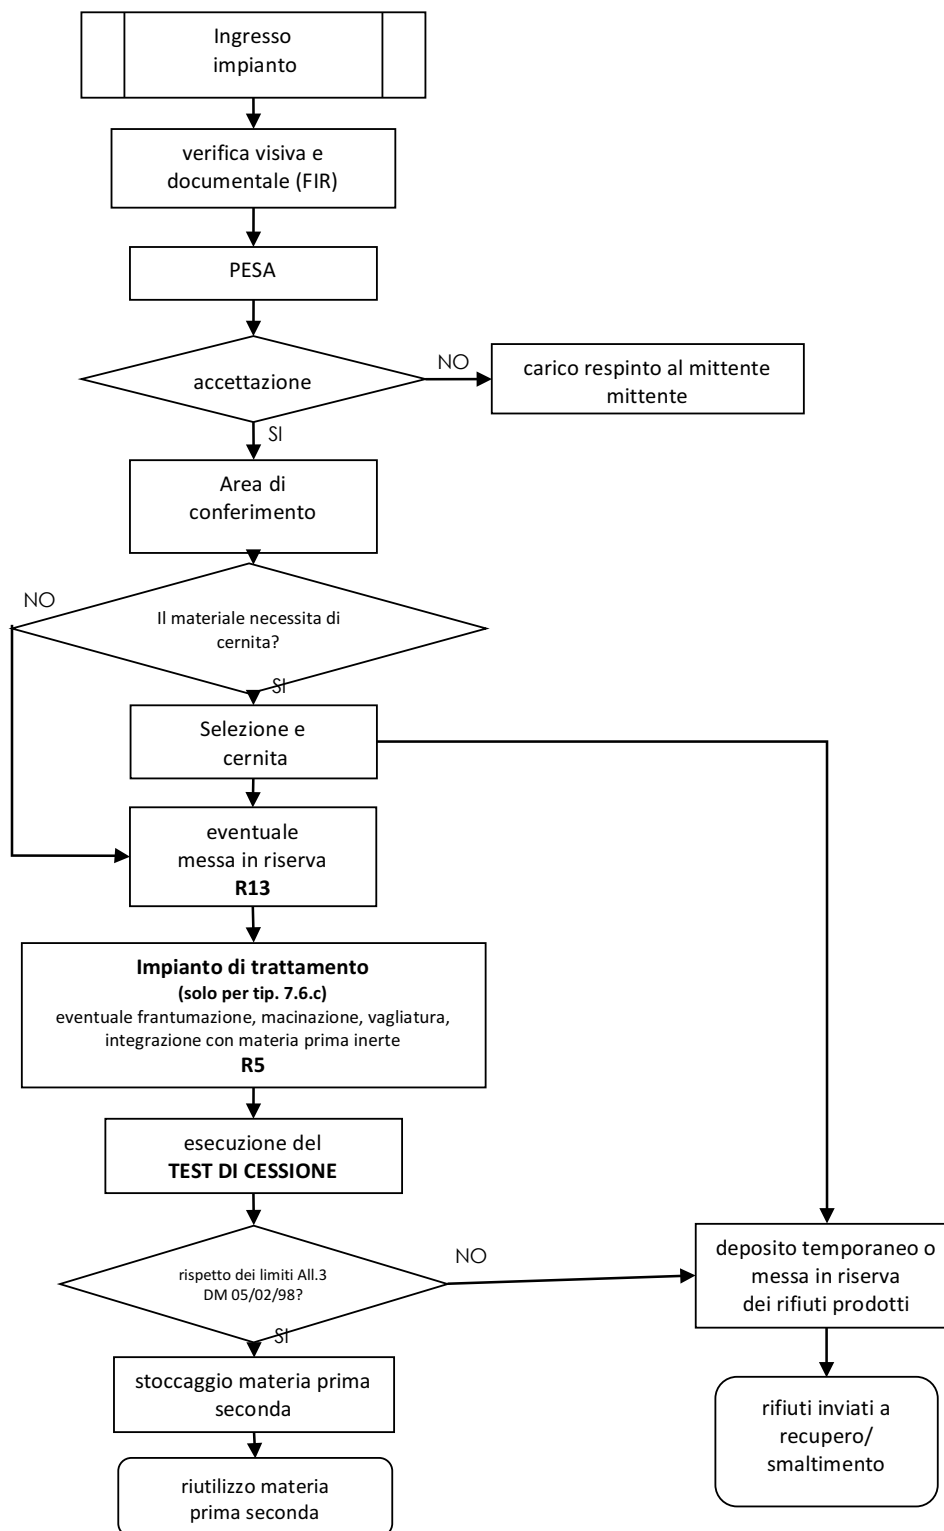 Ingresso
impianto
verifica visiva e
documentale (FIR)
PESA
accettazione
NO
carico respinto al mittente
mittente
SI
Area di
conferimento
NO
Il materiale necessita di
cernita?
SI
Selezione e
cernita
eventuale
messa in riserva
R13
Impianto di trattamento
(solo per tip. 7.6.c)
eventuale frantumazione, macinazione, vagliatura,
integrazione con materia prima inerte
R5
esecuzione del
TEST DI CESSIONE
rispetto dei limiti All.3
DM 05/02/98?
NO
deposito temporaneo o
messa in riserva
dei rifiuti prodotti
SI
stoccaggio materia prima
seconda
rifiuti inviati a
recupero/
smaltimento
riutilizzo materia
prima seconda